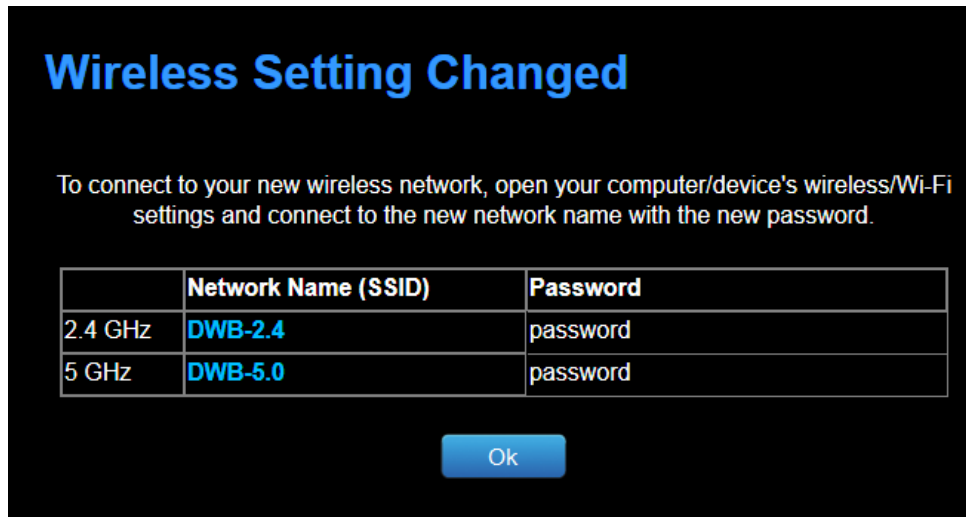 Wireless Setting Changed
To connect to your new wireless network, open your computer/device's wireless/Wi-Fi
settings and connect to the new network name with the new password.
Network Name (SSID) Password
2.4 GHz DWB-2.4 password
5 GHz DWB-5.0 password
Ok